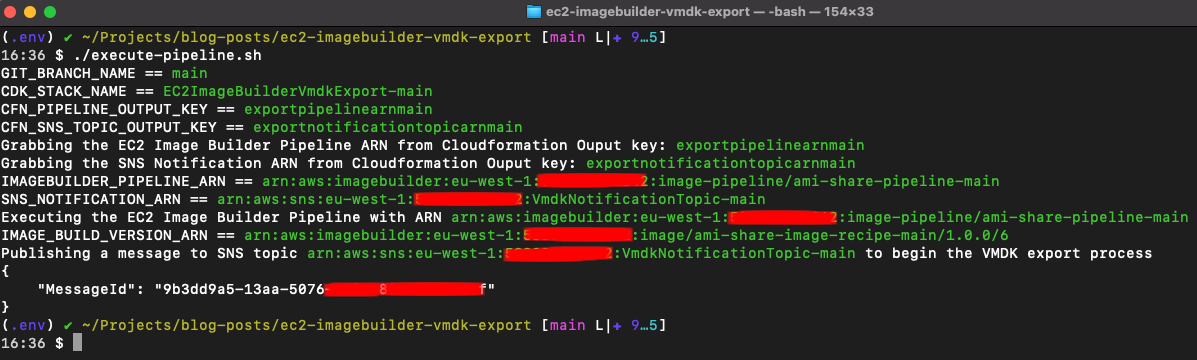 ec2-imagebuilder-vmdk-export — -bash — 154×33
(.env) ✔ ~/Projects/blog-posts/ec2-imagebuilder-vmdk-export [main L|+ 9…5]
16:36 $ ./execute-pipeline.sh
GIT_BRANCH_NAME == main
CDK_STACK_NAME == EC2ImageBuilderVmdkExport-main
CFN_PIPELINE_OUTPUT_KEY == exportpipelinearnmain
CFN_SNS_TOPIC_OUTPUT_KEY == exportnotificationtopicarnmain
Grabbing the EC2 Image Builder Pipeline ARN from Cloudformation Ouput key: exportpipelinearnmain
Grabbing the SNS Notification ARN from Cloudformation Ouput key: exportnotificationtopicarnmain
IMAGEBUILDER_PIPELINE_ARN == arn:aws:imagebuilder:eu-west-1: 2:image-pipeline/ami-share-pipeline-main
SNS_NOTIFICATION_ARN == arn:aws:sns:eu-west-1: 2:VmdkNotificationTopic-main
Executing the EC2 Image Builder Pipeline with ARN arn:aws:imagebuilder:eu-west-1: :image-pipeline/ami-share-pipeline-main
IMAGE_BUILD_VERSION_ARN == arn:aws:imagebuilder:eu-west-1: :image/ami-share-image-recipe-main/1.0.0/6
Publishing a message to SNS topic arn:aws:sns:eu-west-1: 2:VmdkNotificationTopic-main to begin the VMDK export process
{
    "MessageId": "9b3dd9a5-13aa-5076- 8 f"
}
(.env) ✔ ~/Projects/blog-posts/ec2-imagebuilder-vmdk-export [main L|+ 9…5]
16:36 $